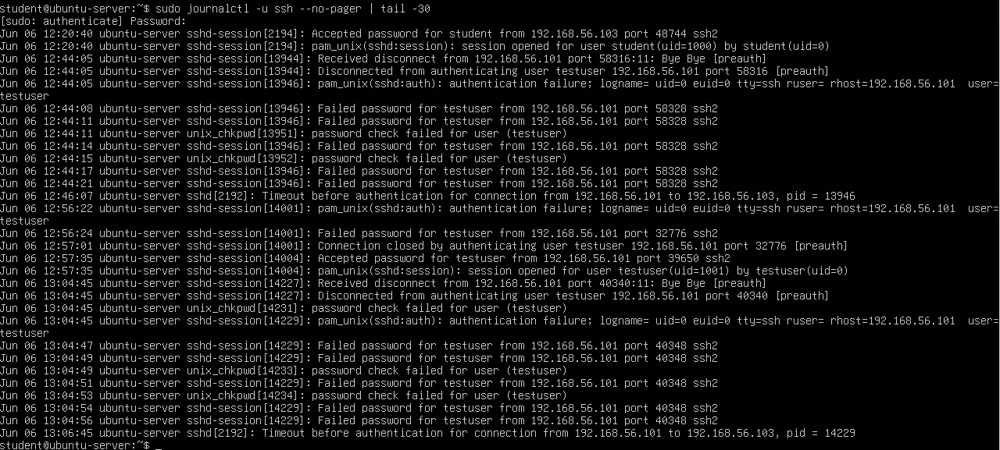 student@ubuntu-server:~$ sudo journalctl -u ssh --no-pager | tail -30
[sudo: authenticate] Password:
Jun 06 12:20:40 ubuntu-server sshd-session[2194]: Accepted password for student from 192.168.56.103 port 48744 ssh2
Jun 06 12:20:40 ubuntu-server sshd-session[2194]: pam_unix(sshd:session): session opened for user student(uid=1000) by student(uid=0)
Jun 06 12:44:05 ubuntu-server sshd-session[13944]: Received disconnect from 192.168.56.101 port 58316:11: Bye Bye [preauth]
Jun 06 12:44:05 ubuntu-server sshd-session[13944]: Disconnected from authenticating user testuser 192.168.56.101 port 58316 [preauth]
Jun 06 12:44:05 ubuntu-server sshd-session[13946]: pam_unix(sshd:auth): authentication failure; logname= uid=0 euid=0 tty=ssh ruser= rhost=192.168.56.101  user=
testuser
Jun 06 12:44:08 ubuntu-server sshd-session[13946]: Failed password for testuser from 192.168.56.101 port 58328 ssh2
Jun 06 12:44:11 ubuntu-server sshd-session[13946]: Failed password for testuser from 192.168.56.101 port 58328 ssh2
Jun 06 12:44:11 ubuntu-server unix_chkpwd[13951]: password check failed for user (testuser)
Jun 06 12:44:14 ubuntu-server sshd-session[13946]: Failed password for testuser from 192.168.56.101 port 58328 ssh2
Jun 06 12:44:15 ubuntu-server unix_chkpwd[13952]: password check failed for user (testuser)
Jun 06 12:44:17 ubuntu-server sshd-session[13946]: Failed password for testuser from 192.168.56.101 port 58328 ssh2
Jun 06 12:44:21 ubuntu-server sshd-session[13946]: Failed password for testuser from 192.168.56.101 port 58328 ssh2
Jun 06 12:46:07 ubuntu-server sshd[2192]: Timeout before authentication for connection from 192.168.56.101 to 192.168.56.103, pid = 13946
Jun 06 12:56:22 ubuntu-server sshd-session[14001]: pam_unix(sshd:auth): authentication failure; logname= uid=0 euid=0 tty=ssh ruser= rhost=192.168.56.101  user=
testuser
Jun 06 12:56:24 ubuntu-server sshd-session[14001]: Failed password for testuser from 192.168.56.101 port 32776 ssh2
Jun 06 12:57:01 ubuntu-server sshd-session[14001]: Connection closed by authenticating user testuser 192.168.56.101 port 32776 [preauth]
Jun 06 12:57:35 ubuntu-server sshd-session[14004]: Accepted password for testuser from 192.168.56.101 port 39650 ssh2
Jun 06 12:57:35 ubuntu-server sshd-session[14004]: pam_unix(sshd:session): session opened for user testuser(uid=1001) by testuser(uid=0)
Jun 06 13:04:45 ubuntu-server sshd-session[14227]: Received disconnect from 192.168.56.101 port 40340:11: Bye Bye [preauth]
Jun 06 13:04:45 ubuntu-server sshd-session[14227]: Disconnected from authenticating user testuser 192.168.56.101 port 40340 [preauth]
Jun 06 13:04:45 ubuntu-server unix_chkpwd[14231]: password check failed for user (testuser)
Jun 06 13:04:45 ubuntu-server sshd-session[14229]: pam_unix(sshd:auth): authentication failure; logname= uid=0 euid=0 tty=ssh ruser= rhost=192.168.56.101  user=
testuser
Jun 06 13:04:47 ubuntu-server sshd-session[14229]: Failed password for testuser from 192.168.56.101 port 40348 ssh2
Jun 06 13:04:49 ubuntu-server sshd-session[14229]: Failed password for testuser from 192.168.56.101 port 40348 ssh2
Jun 06 13:04:49 ubuntu-server unix_chkpwd[14233]: password check failed for user (testuser)
Jun 06 13:04:51 ubuntu-server sshd-session[14229]: Failed password for testuser from 192.168.56.101 port 40348 ssh2
Jun 06 13:04:53 ubuntu-server unix_chkpwd[14234]: password check failed for user (testuser)
Jun 06 13:04:54 ubuntu-server sshd-session[14229]: Failed password for testuser from 192.168.56.101 port 40348 ssh2
Jun 06 13:04:56 ubuntu-server sshd-session[14229]: Failed password for testuser from 192.168.56.101 port 40348 ssh2
Jun 06 13:06:45 ubuntu-server sshd[2192]: Timeout before authentication for connection from 192.168.56.101 to 192.168.56.103, pid = 14229
student@ubuntu-server:~$ _